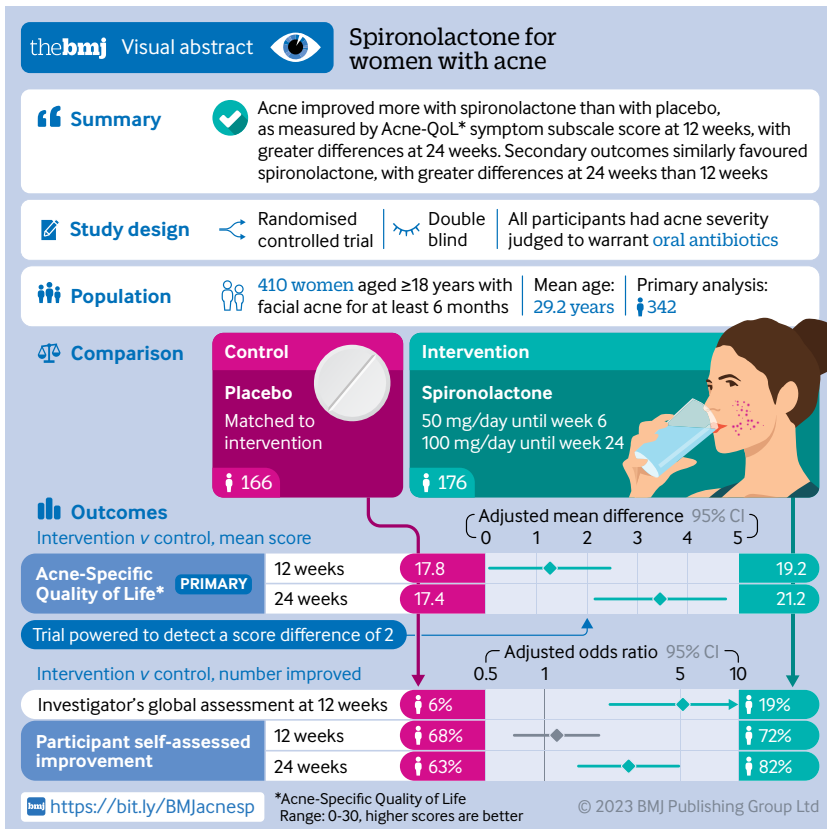 thebmj Visual abstract
Spironolactone for
women with acne
Summary
Acne improved more with spironolactone than with placebo,
as measured by Acne-QoL* symptom subscale score at 12 weeks, with
greater differences at 24 weeks. Secondary outcomes similarly favoured
spironolactone, with greater differences at 24 weeks than 12 weeks
Study design
Randomised
controlled trial
Double
blind
All participants had acne severity
judged to warrant oral antibiotics
Population
410 women aged ≥18 years with
facial acne for at least 6 months
Mean age:
29.2 years
Primary analysis:
342
Comparison
Control
Placebo
Matched to
intervention
166
Intervention
Spironolactone
50 mg/day until week 6
100 mg/day until week 24
176
Outcomes
Intervention v control, mean score
Adjusted mean difference 95% CI
0 1 2 3 4 5
Acne-Specific
Quality of Life*
PRIMARY
12 weeks 17.8 19.2
24 weeks 17.4 21.2
Trial powered to detect a score difference of 2
Intervention v control, number improved
Adjusted odds ratio 95% CI
0.5 1 5 10
Investigator's global assessment at 12 weeks 6% 19%
Participant self-assessed
improvement
12 weeks 68% 72%
24 weeks 63% 82%
bmj https://bit.ly/BMJacnesp
*Acne-Specific Quality of Life
Range: 0-30, higher scores are better
© 2023 BMJ Publishing Group Ltd